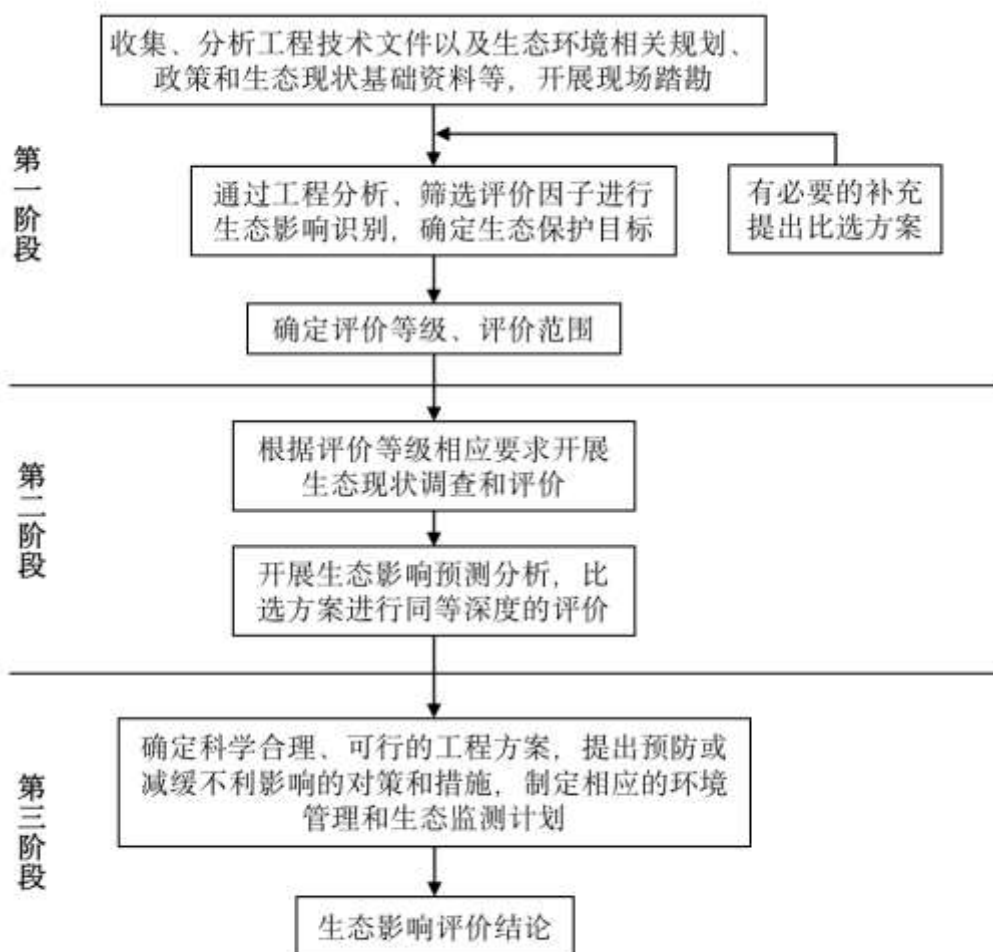 收集、分析工程技术文件以及生态环境相关规划、
政策和生态现状基础资料等，开展现场踏勘
第一阶段
通过工程分析、筛选评价因子进行
生态影响识别，确定生态保护目标
有必要的补充
提出比选方案
确定评价等级、评价范围
第二阶段
根据评价等级相应要求开展
生态现状调查和评价
开展生态影响预测分析，比
选方案进行同等深度的评价
第三阶段
确定科学合理、可行的工程方案，提出预防或
减缓不利影响的对策和措施，制定相应的环境
管理和生态监测计划
生态影响评价结论